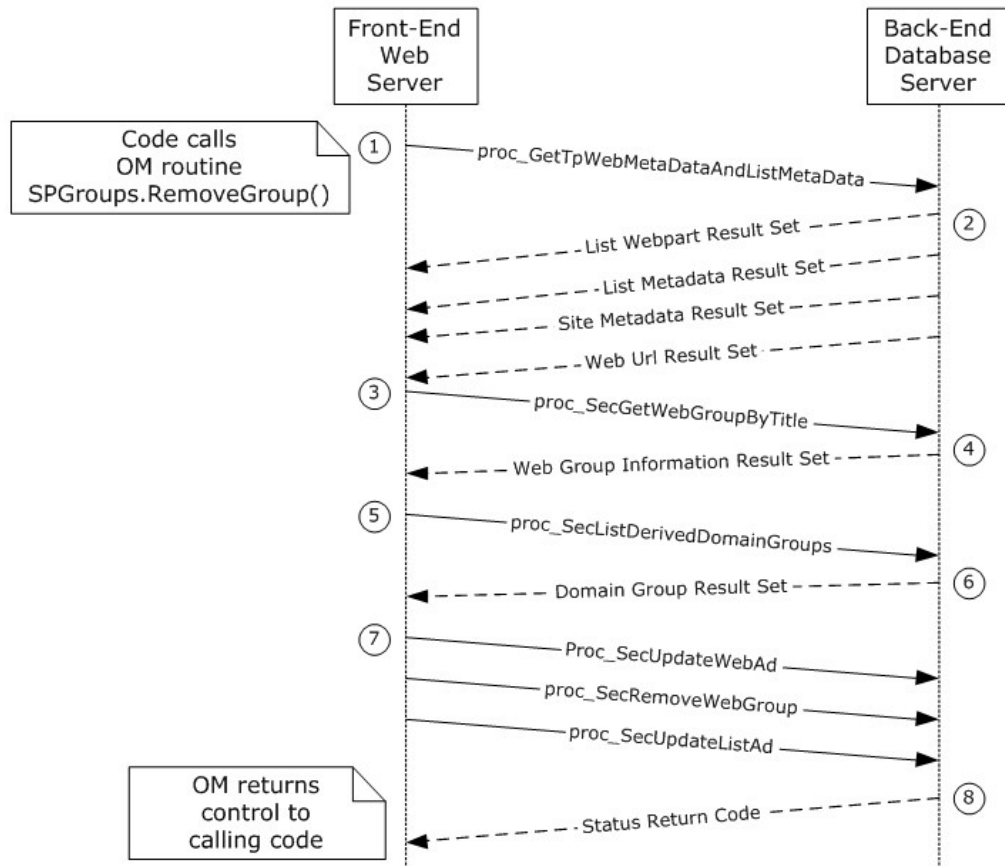 Front-End
Web
Server
Back-End
Database
Server
Code calls
OM routine
SPGroups.RemoveGroup()
1
proc_GetTpWebMetaDataAndListMetaData
2
List Webpart Result Set
List Metadata Result Set
Site Metadata Result Set
Web Url Result Set
3
proc_SecGetWebGroupByTitle
4
Web Group Information Result Set
5
proc_SecListDerivedDomainGroups
6
Domain Group Result Set
7
Proc_SecUpdateWebAd
proc_SecRemoveWebGroup
proc_SecUpdateListAd
OM returns
control to
calling code
8
Status Return Code